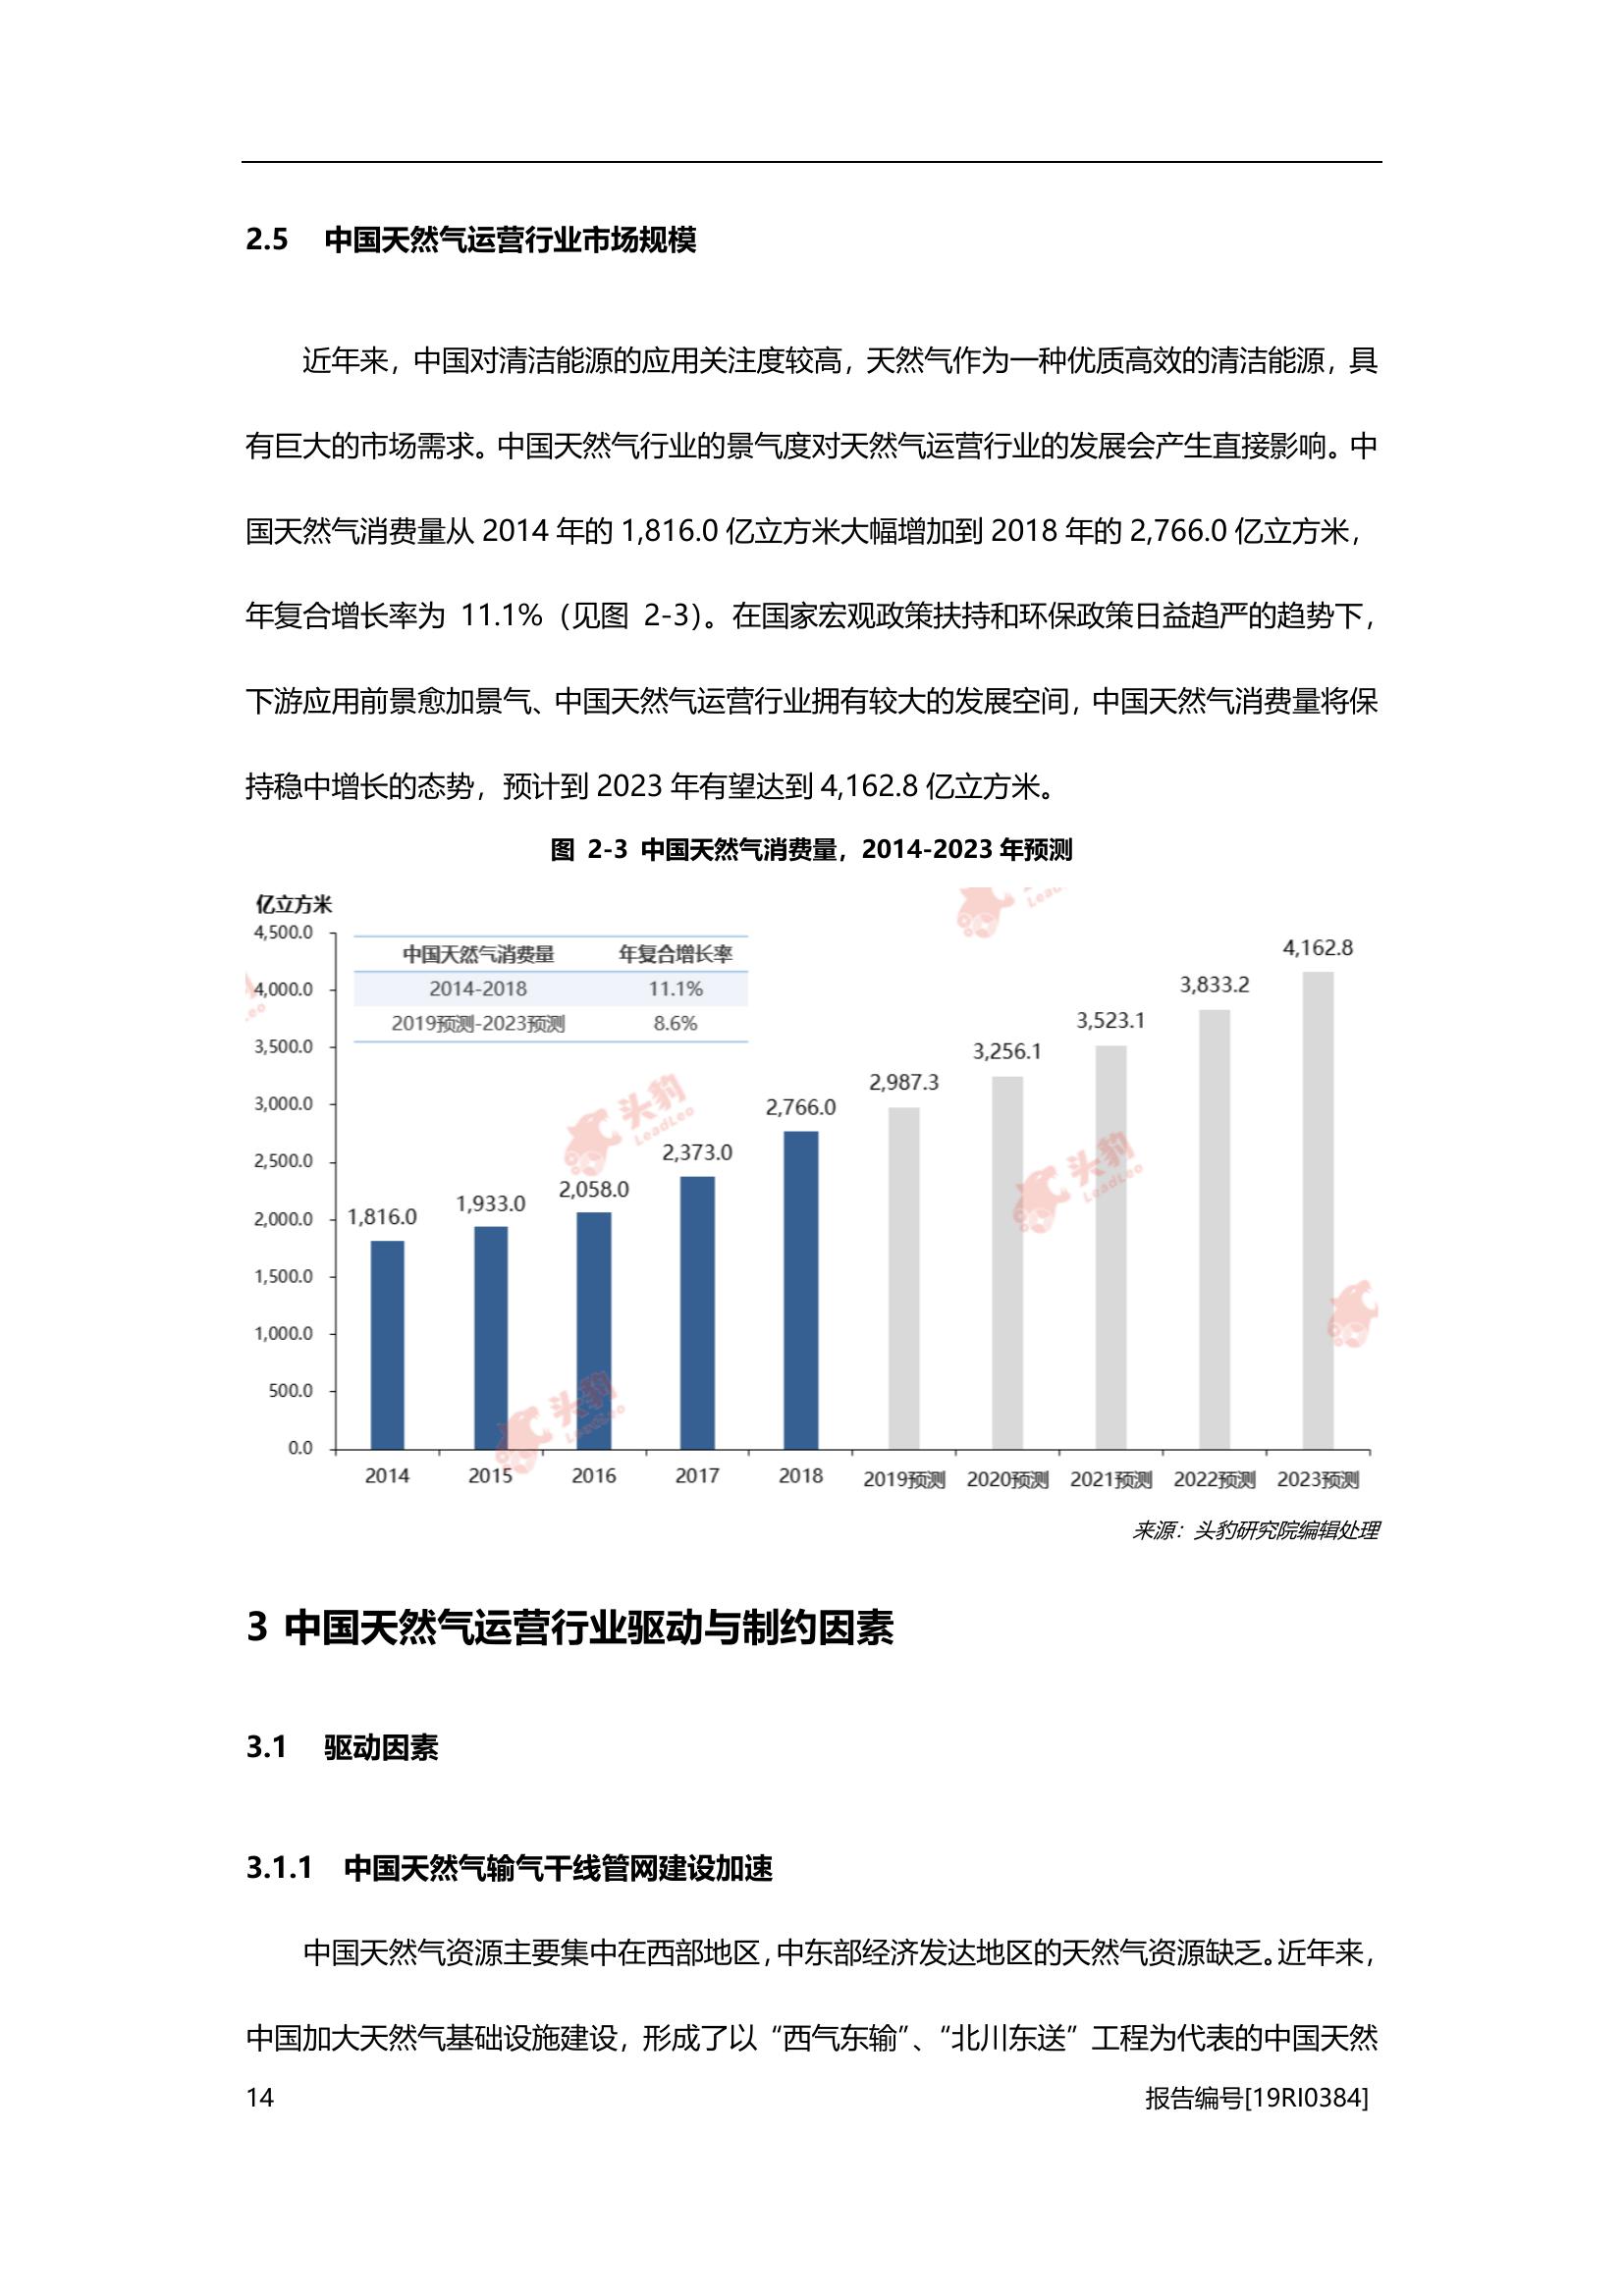 2.5 中国天然气运营行业市场规模
近年来，中国对清洁能源的应用关注度较高，天然气作为一种优质高效的清洁能源，具
有巨大的市场需求。中国天然气行业的景气度对天然气运营行业的发展会产生直接影响。中
国天然气消费量从 2014 年的 1,816.0 亿立方米大幅增加到 2018 年的 2,766.0 亿立方米，
年复合增长率为 11.1%（见图 2-3）。在国家宏观政策扶持和环保政策日益趋严的趋势下，
下游应用前景愈加景气、中国天然气运营行业拥有较大的发展空间，中国天然气消费量将保
持稳中增长的态势，预计到 2023 年有望达到 4,162.8 亿立方米。
图 2-3 中国天然气消费量，2014-2023 年预测
亿立方米
4,500.0
4,000.0
3,500.0
3,000.0
2,500.0
2,000.0
1,500.0
1,000.0
500.0
0.0
中国天然气消费量 年复合增长率
2014-2018 11.1%
2019预测-2023预测 8.6%
1,816.0
1,933.0
2,058.0
2,373.0
2,766.0
2,987.3
3,256.1
3,523.1
3,833.2
4,162.8
头豹
LeadLeo
头豹
LeadLeo
头豹
LeadLeo
2014 2015 2016 2017 2018 2019预测 2020预测 2021预测 2022预测 2023预测
来源：头豹研究院编辑处理
3 中国天然气运营行业驱动与制约因素
3.1 驱动因素
3.1.1 中国天然气输气干线管网建设加速
中国天然气资源主要集中在西部地区，中东部经济发达地区的天然气资源缺乏。近年来，
中国加大天然气基础设施建设，形成了以“西气东输”、“北川东送”工程为代表的中国天然
14 报告编号[19RI0384]